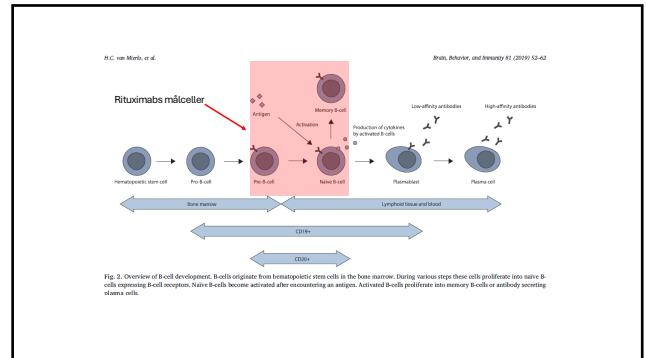 H.C. van Mierlo, et al.
Brain, Behavior, and Immunity 81 (2019) 52–62
Rituximabs målceller
Antigen
Memory B-cell
Activation
Production of cytokines
by activated B-cells
Low-affinity antibodies
High-affinity antibodies
Hematopoietic stem cell
Pro-B-cell
Pre-B-cell
Naïve B-cell
Plasmablast
Plasma cell
Bone marrow
Lymphoid tissue and blood
CD19+
CD20+
Fig. 2. Overview of B-cell development. B-cells originate from hematopoietic stem cells in the bone marrow. During various steps these cells proliferate into naïve B-
cells expressing B-cell receptors. Naïve B-cells become activated after encountering an antigen. Activated B-cells proliferate into memory B-cells or antibody secreting
plasma cells.